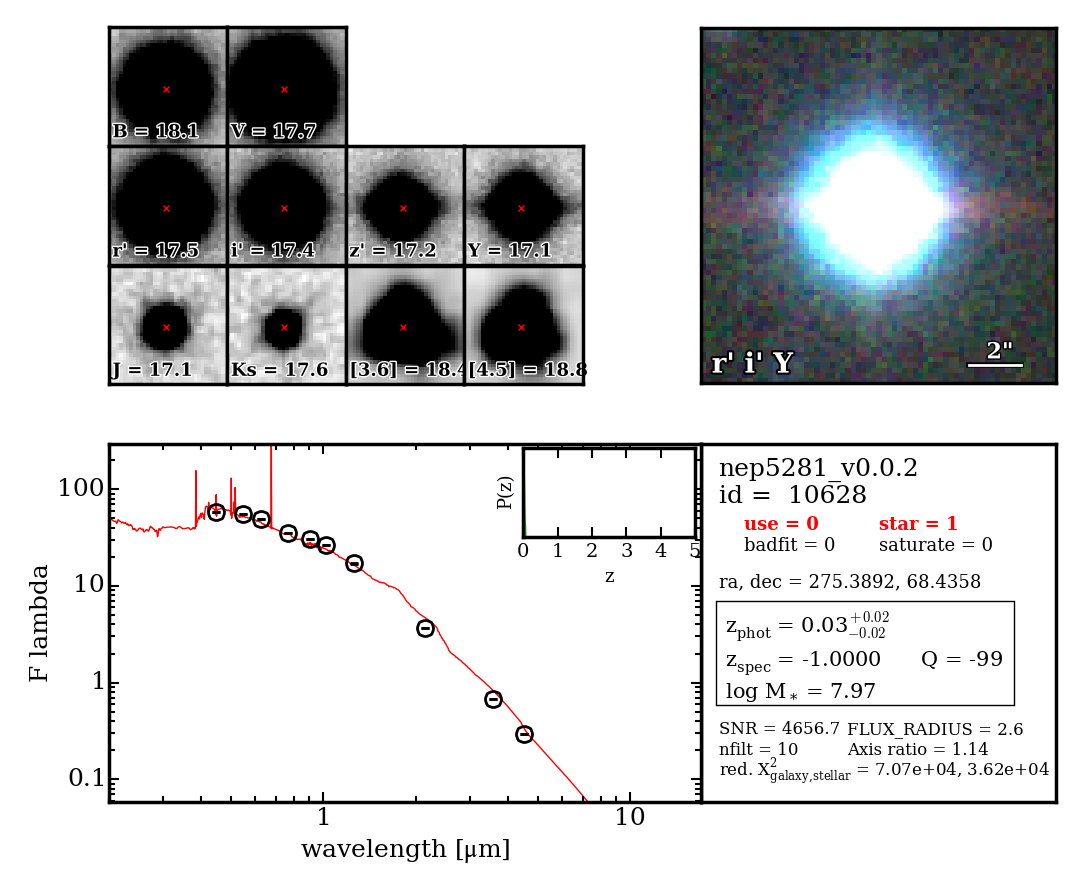 B = 18.1
V = 17.7
r' = 17.5
i' = 17.4
z' = 17.2
Y = 17.1
J = 17.1
Ks = 17.6
[3.6] = 18.4
[4.5] = 18.8
r' i' Y
2"
F lambda
100
10
1
0.1
1
10
wavelength [μm]
P(z)
0 1 2 3 4 5
z
nep5281_v0.0.2
id = 10628
use = 0 star = 1
badfit = 0 saturate = 0
ra, dec = 275.3892, 68.4358
z_phot = 0.03 +0.02 −0.02
z_spec = -1.0000 Q = -99
log M_* = 7.97
SNR = 4656.7 FLUX_RADIUS = 2.6
nfilt = 10 Axis ratio = 1.14
red. X²_galaxy,stellar = 7.07e+04, 3.62e+04